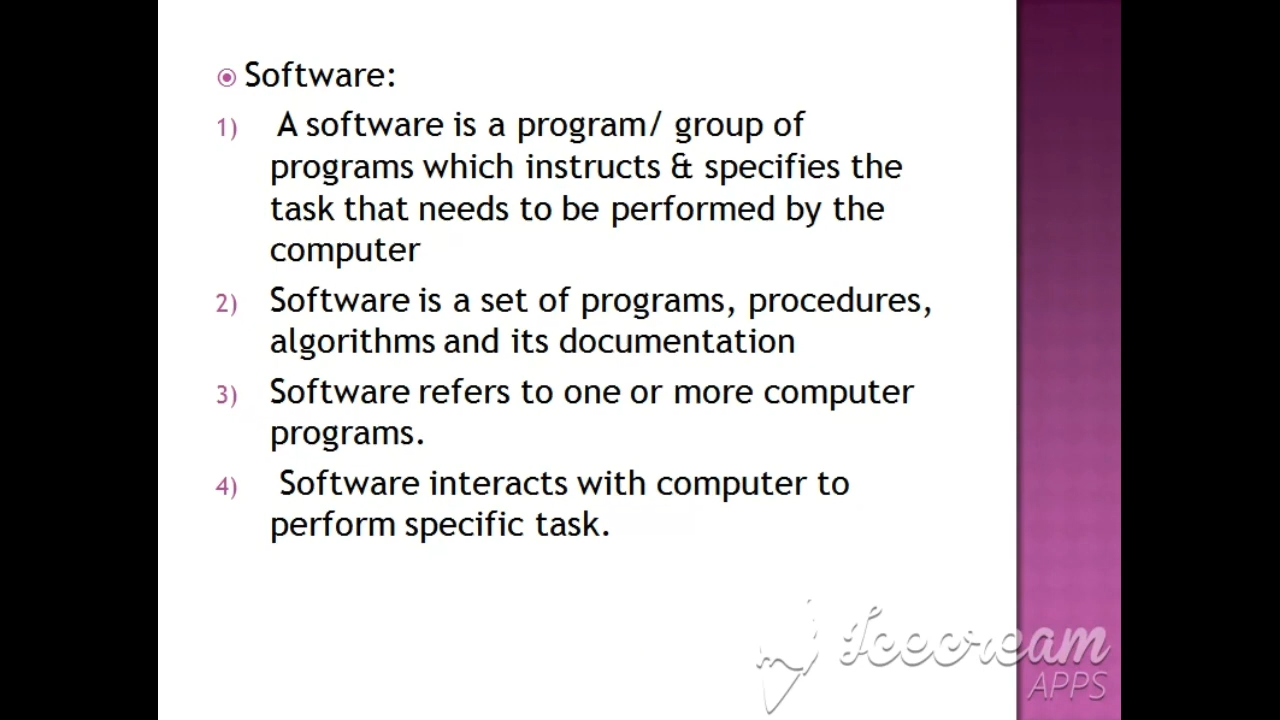 Software:
1) A software is a program/ group of
programs which instructs & specifies the
task that needs to be performed by the
computer
2) Software is a set of programs, procedures,
algorithms and its documentation
3) Software refers to one or more computer
programs.
4) Software interacts with computer to
perform specific task.
Icecream
APPS